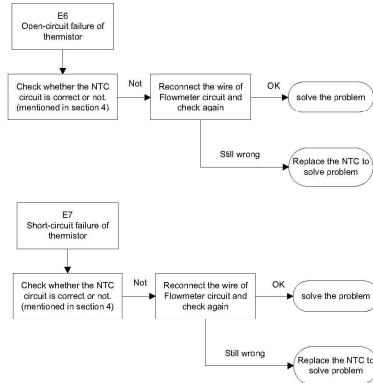 E6
Open-circuit failure of
thermistor
Check whether the NTC
circuit is correct or not.
(mentioned in section 4)
Not
Reconnect the wire of
Flowmeter circuit and
check again
OK
solve the problem
Still wrong
Replace the NTC to
solve problem
E7
Short-circuit failure of
thermistor
Check whether the NTC
circuit is correct or not.
(mentioned in section 4)
Not
Reconnect the wire of
Flowmeter circuit and
check again
OK
solve the problem
Still wrong
Replace the NTC to
solve problem